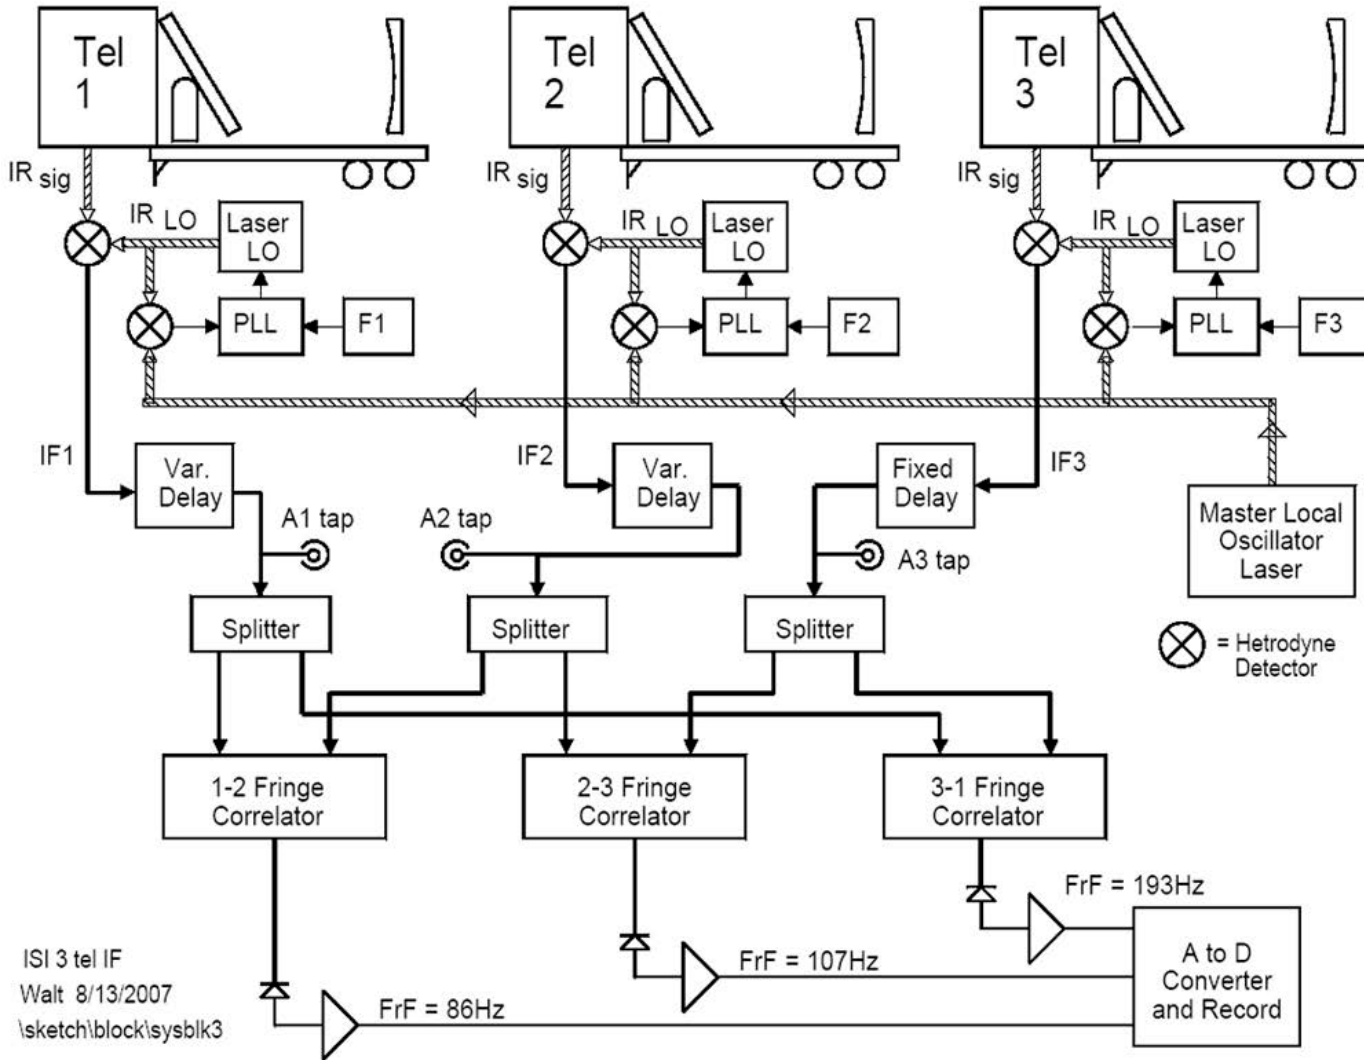 Tel
1
Tel
2
Tel
3
IR sig
IR sig
IR sig
IR LO
Laser
LO
IR LO
Laser
LO
IR LO
Laser
LO
PLL
F1
PLL
F2
PLL
F3
IF1
Var.
Delay
IF2
Var.
Delay
Fixed
Delay
IF3
A1 tap
A2 tap
A3 tap
Master Local
Oscillator
Laser
Splitter
Splitter
Splitter
= Hetrodyne
Detector
1-2 Fringe
Correlator
2-3 Fringe
Correlator
3-1 Fringe
Correlator
FrF = 193Hz
FrF = 107Hz
FrF = 86Hz
A to D
Converter
and Record
ISI 3 tel IF
Walt 8/13/2007
\sketch\block\sysblk3